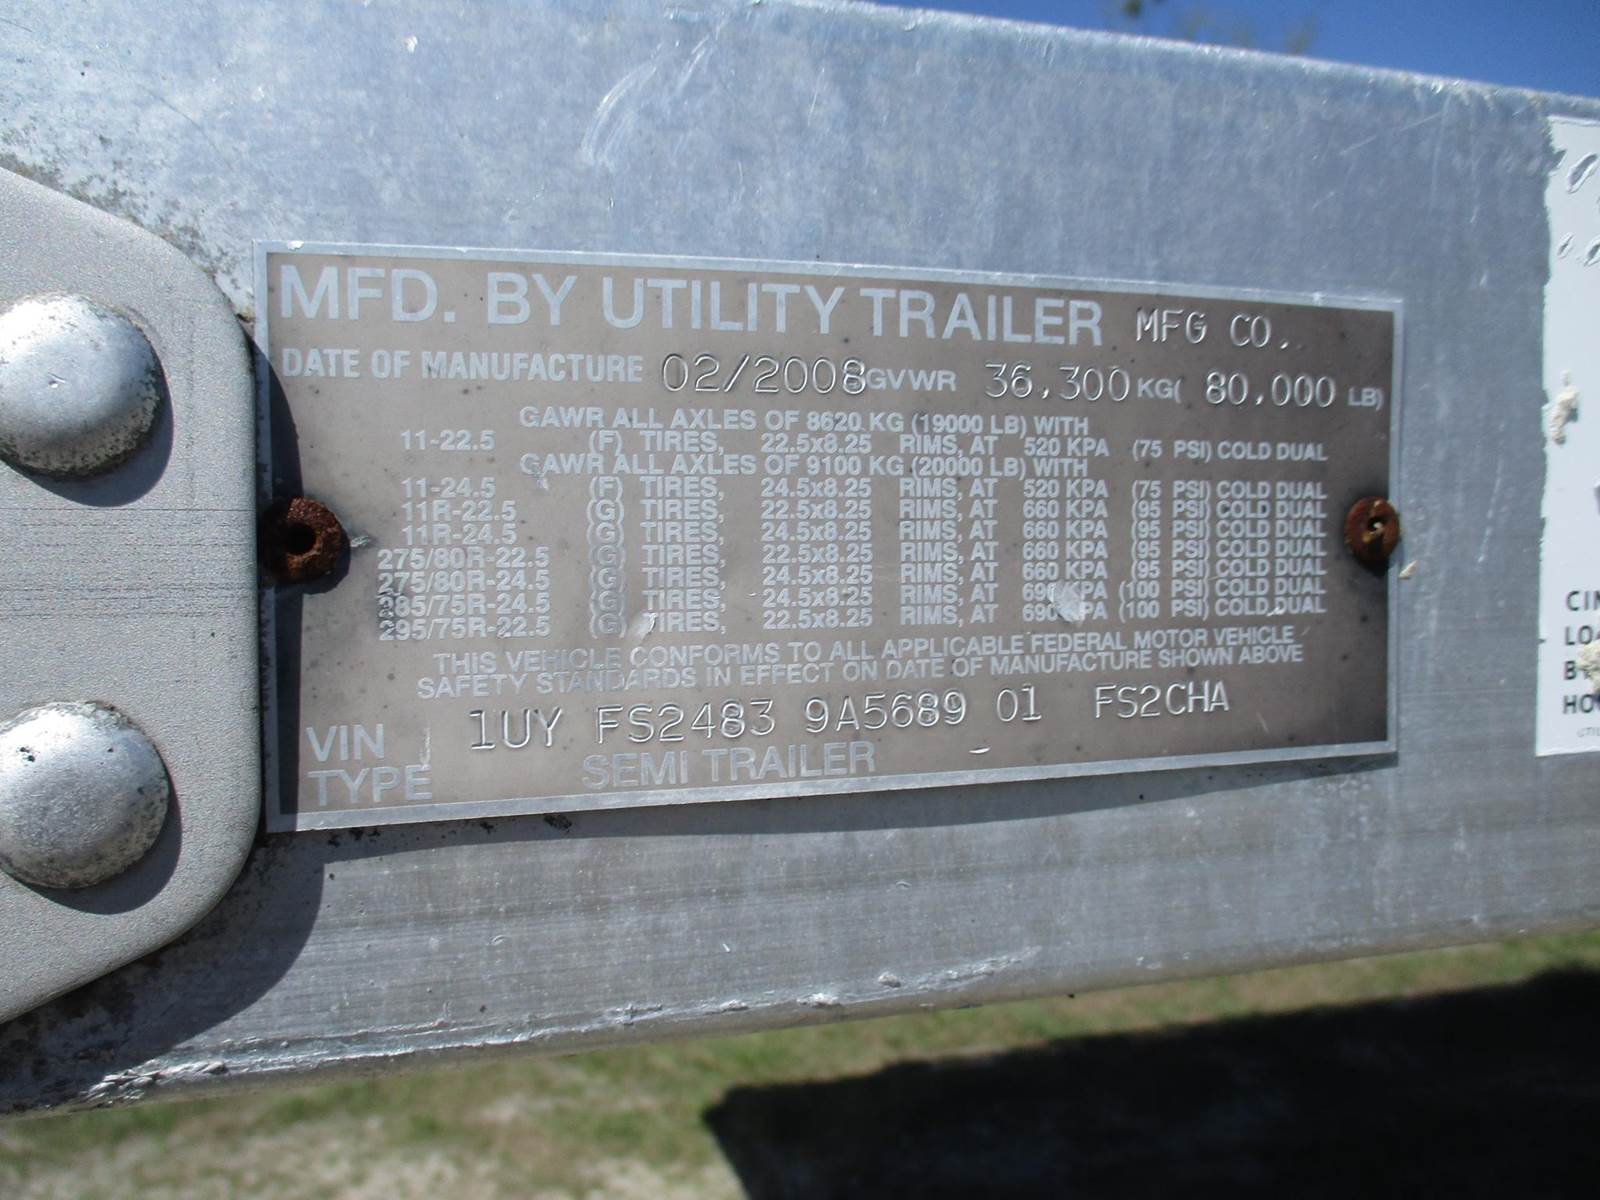 MFD. BY UTILITY TRAILER MFG CO.
DATE OF MANUFACTURE 02/2008 GVWR 36,300 KG( 80,000 LB)
GAWR ALL AXLES OF 8620 KG (19000 LB) WITH
11-22.5 (F) TIRES, 22.5x8.25 RIMS, AT 520 KPA (75 PSI) COLD DUAL
GAWR ALL AXLES OF 9100 KG (20000 LB) WITH
11-24.5 (F) TIRES, 24.5x8.25 RIMS, AT 520 KPA (75 PSI) COLD DUAL
11R-22.5 (G) TIRES, 22.5x8.25 RIMS, AT 660 KPA (95 PSI) COLD DUAL
11R-24.5 (G) TIRES, 24.5x8.25 RIMS, AT 660 KPA (95 PSI) COLD DUAL
275/80R-22.5 (G) TIRES, 22.5x8.25 RIMS, AT 660 KPA (95 PSI) COLD DUAL
275/80R-24.5 (G) TIRES, 24.5x8.25 RIMS, AT 660 KPA (95 PSI) COLD DUAL
285/75R-24.5 (G) TIRES, 24.5x8.25 RIMS, AT 690 KPA (100 PSI) COLD DUAL
295/75R-22.5 (G) TIRES, 22.5x8.25 RIMS, AT 690 KPA (100 PSI) COLD DUAL
THIS VEHICLE CONFORMS TO ALL APPLICABLE FEDERAL MOTOR VEHICLE
SAFETY STANDARDS IN EFFECT ON DATE OF MANUFACTURE SHOWN ABOVE
VIN 1UY FS2483 9A5689 01 FS2CHA
TYPE SEMI TRAILER